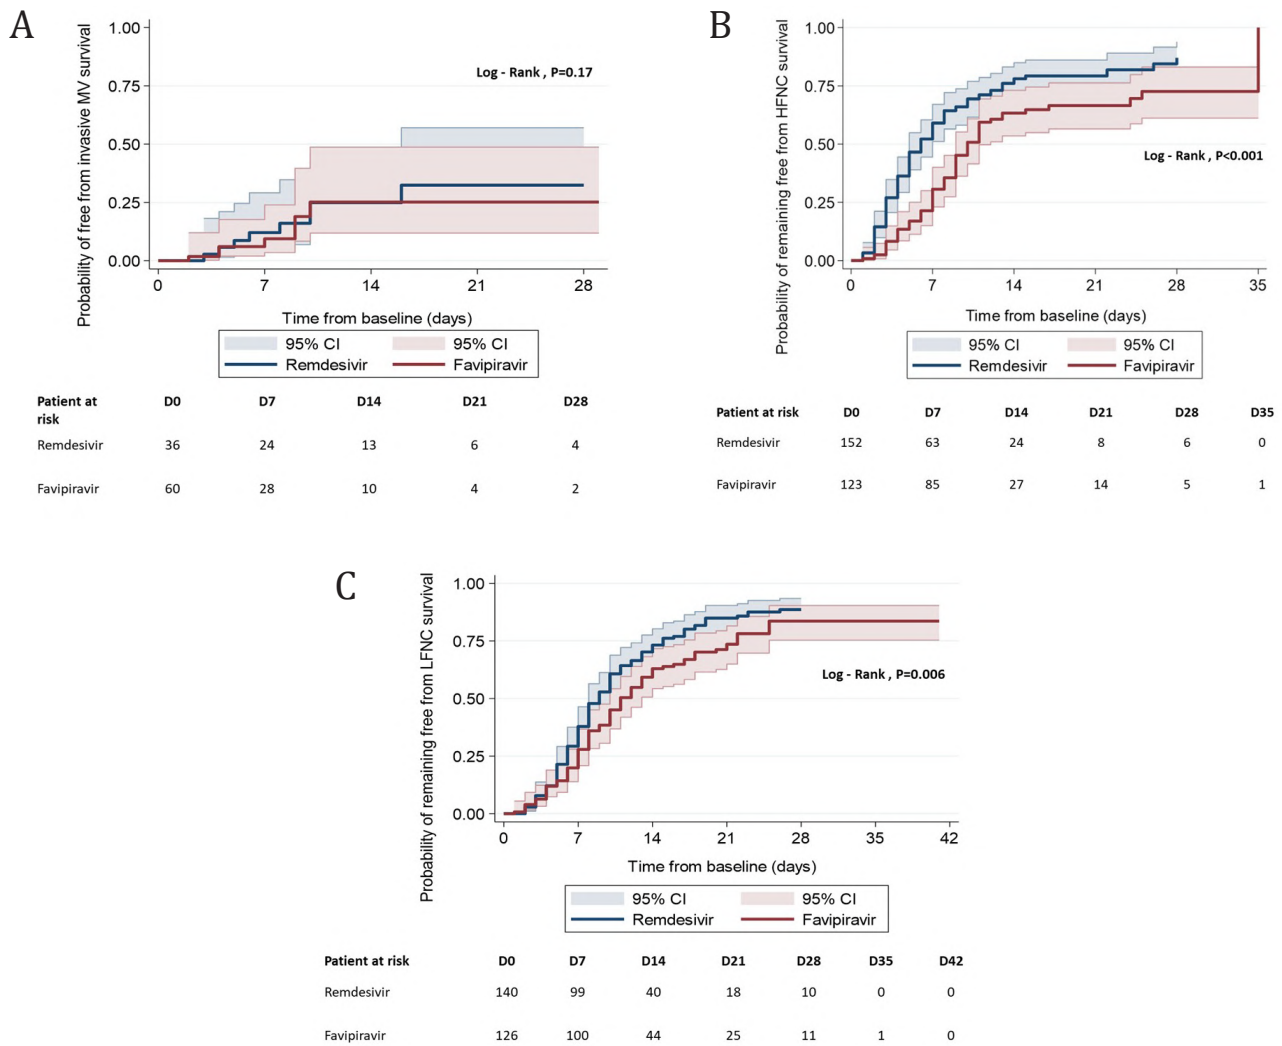 A
Probability of free from invasive MV survival
1.00
0.75
0.50
0.25
0.00
Log - Rank , P=0.17
0 7 14 21 28
Time from baseline (days)
95% CI 95% CI
Remdesivir Favipiravir
Patient at risk D0 D7 D14 D21 D28
Remdesivir 36 24 13 6 4
Favipiravir 60 28 10 4 2
B
Probability of remaining free from HFNC survival
1.00
0.75
0.50
0.25
0.00
Log - Rank , P<0.001
0 7 14 21 28 35
Time from baseline (days)
95% CI 95% CI
Remdesivir Favipiravir
Patient at risk D0 D7 D14 D21 D28 D35
Remdesivir 152 63 24 8 6 0
Favipiravir 123 85 27 14 5 1
C
Probability of remaining free from LFNC survival
1.00
0.75
0.50
0.25
0.00
Log - Rank , P=0.006
0 7 14 21 28 35 42
Time from baseline (days)
95% CI 95% CI
Remdesivir Favipiravir
Patient at risk D0 D7 D14 D21 D28 D35 D42
Remdesivir 140 99 40 18 10 0 0
Favipiravir 126 100 44 25 11 1 0